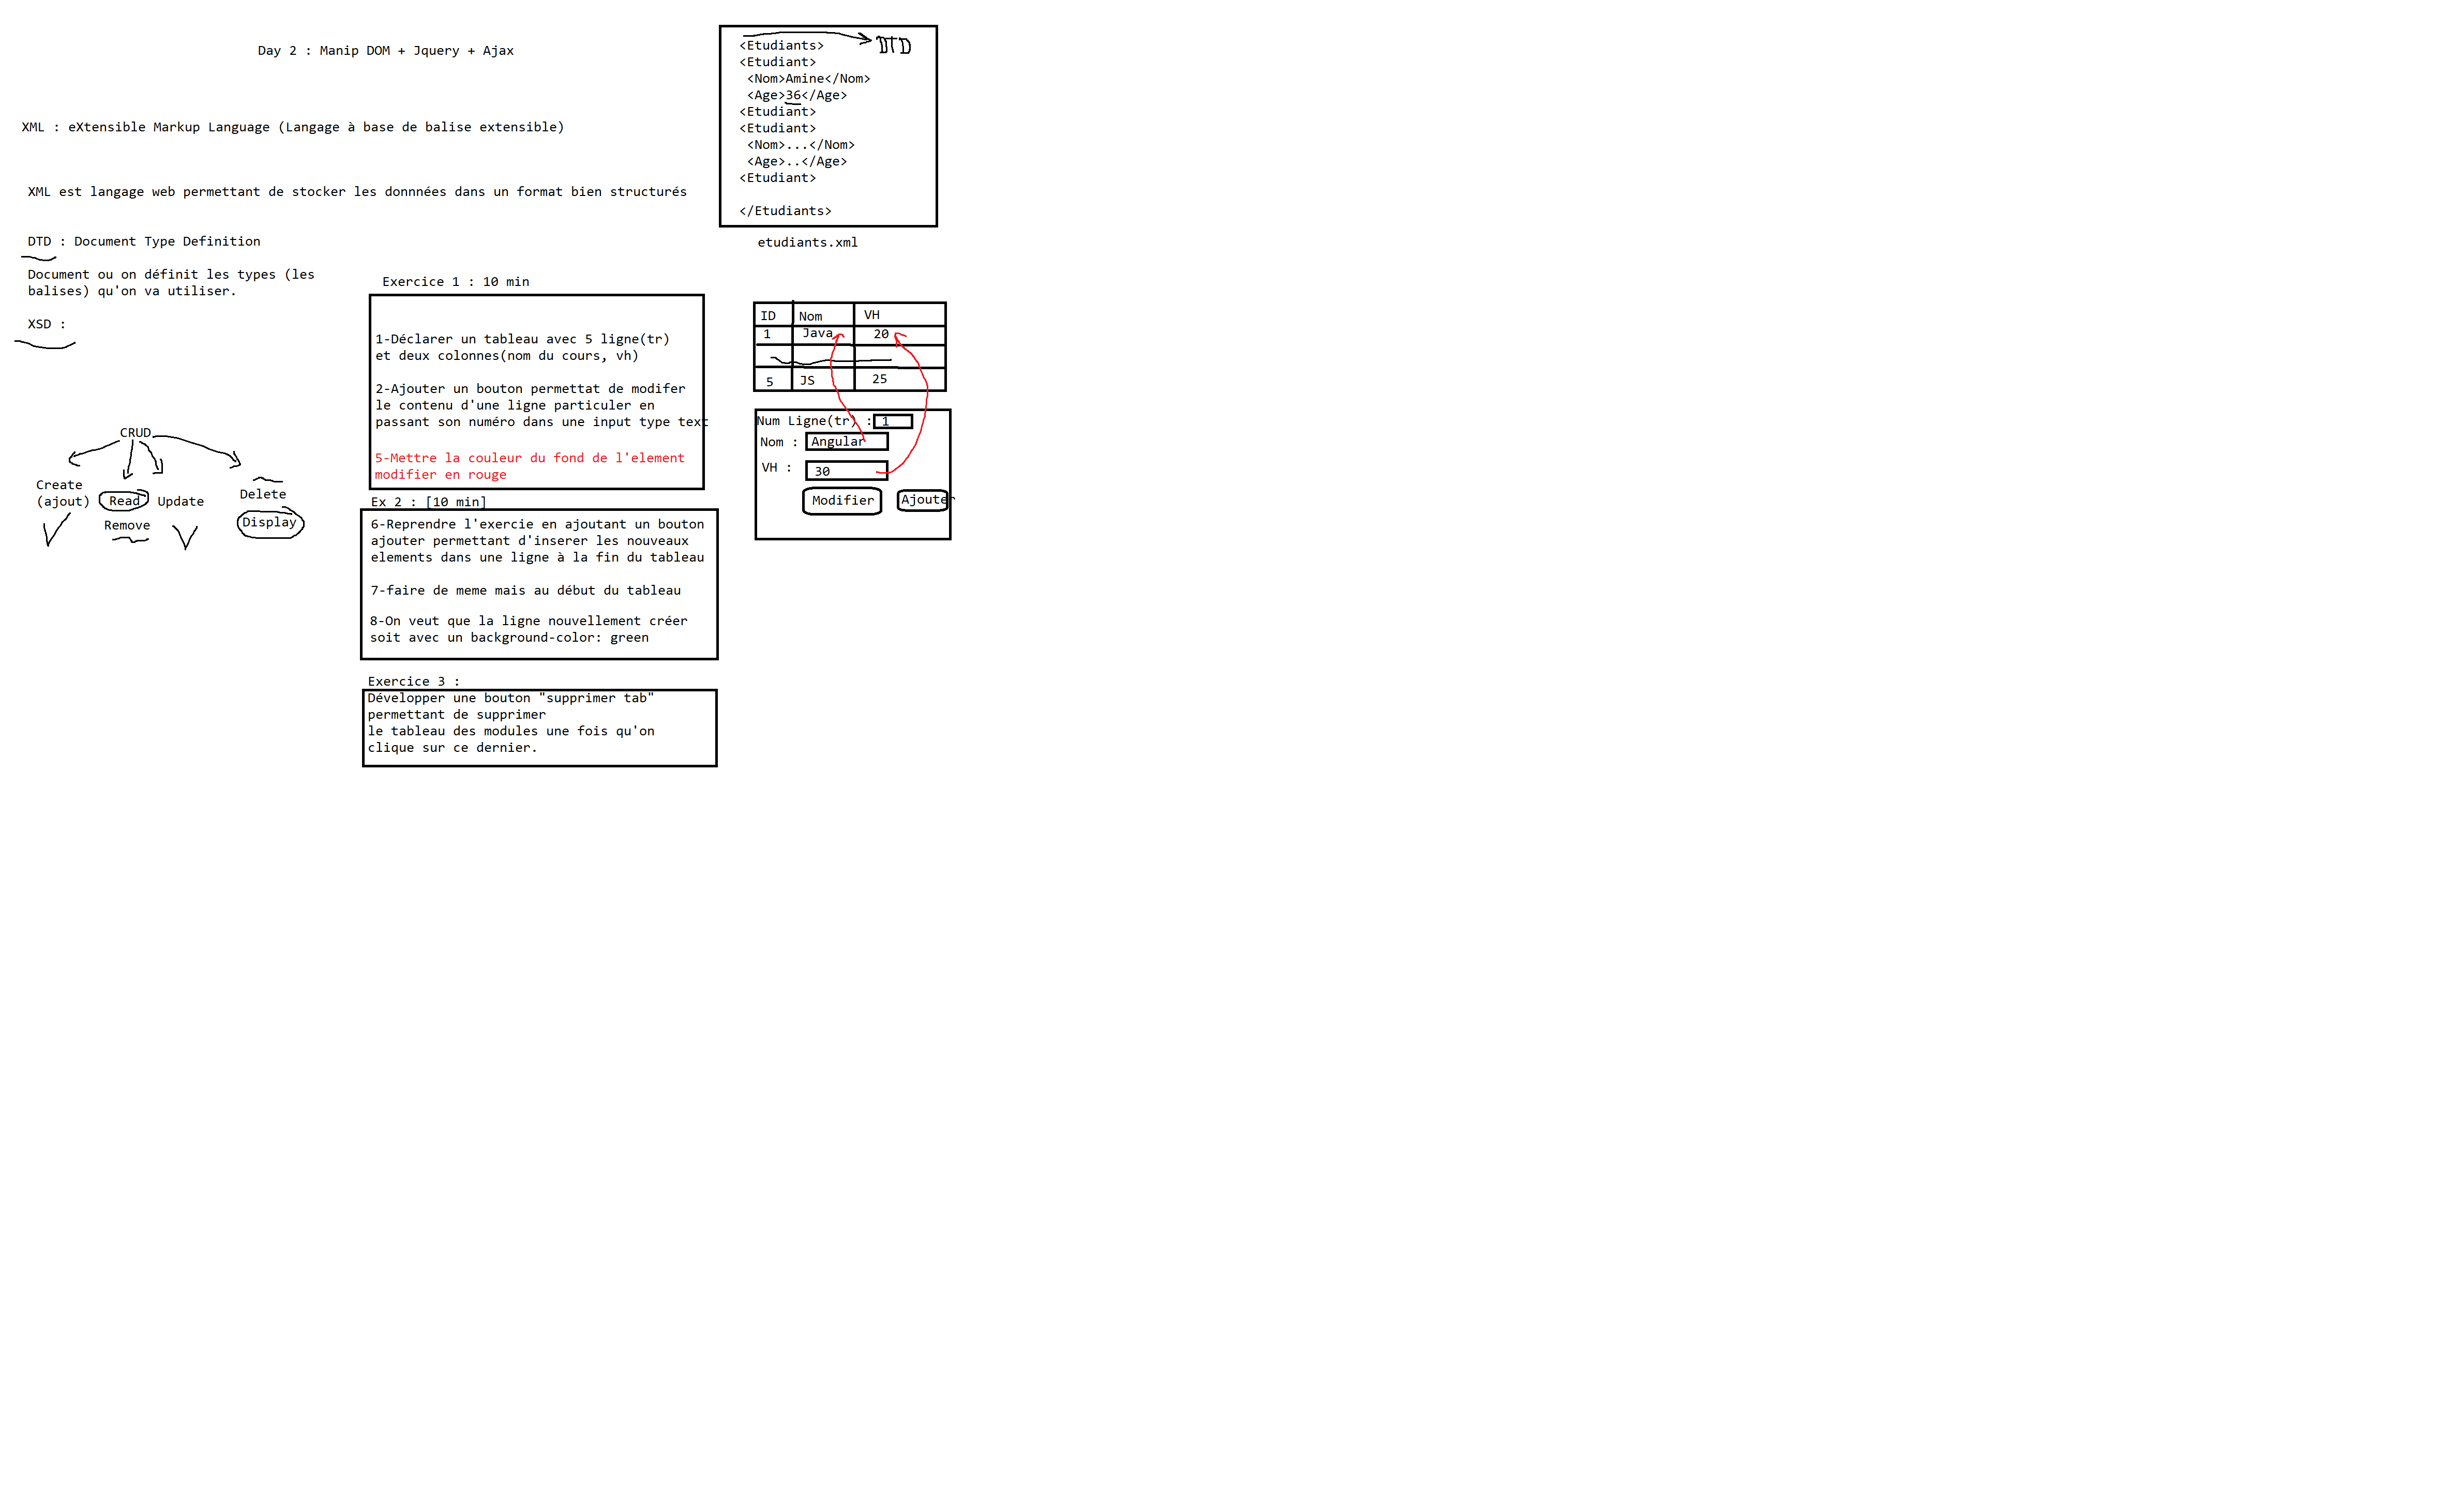 Day 2 : Manip DOM + Jquery + Ajax
XML : eXtensible Markup Language (Langage à base de balise extensible)
XML est langage web permettant de stocker les donnnées dans un format bien structurés
DTD : Document Type Definition
Document ou on définit les types (les
balises) qu'on va utiliser.
XSD :
CRUD
Create
(ajout)
Read
Remove
Update
Delete
Display
Exercice 1 : 10 min
1-Déclarer un tableau avec 5 ligne(tr)
et deux colonnes(nom du cours, vh)
2-Ajouter un bouton permettat de modifer
le contenu d'une ligne particuler en
passant son numéro dans une input type text
5-Mettre la couleur du fond de l'element
modifier en rouge
Ex 2 : [10 min]
6-Reprendre l'exercie en ajoutant un bouton
ajouter permettant d'inserer les nouveaux
elements dans une ligne à la fin du tableau
7-faire de meme mais au début du tableau
8-On veut que la ligne nouvellement créer
soit avec un background-color: green
Exercice 3 :
Développer une bouton "supprimer tab"
permettant de supprimer
le tableau des modules une fois qu'on
clique sur ce dernier.
<Etudiants>
DTD
<Etudiant>
<Nom>Amine</Nom>
<Age>36</Age>
<Etudiant>
<Etudiant>
<Nom>...</Nom>
<Age>..</Age>
<Etudiant>
</Etudiants>
etudiants.xml
ID Nom VH
1 Java 20
5 JS 25
Num Ligne(tr) : 1
Nom : Angular
VH : 30
Modifier Ajouter